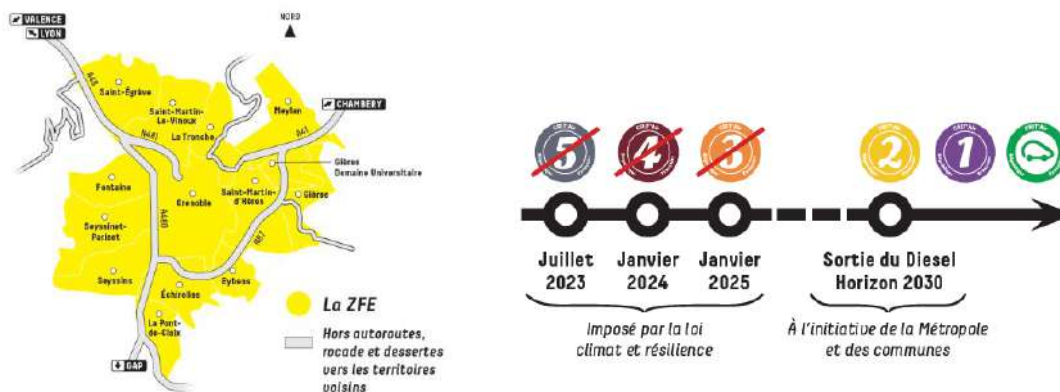 VALENCE
LYON
NORD
A48
Saint-Égrève
Saint-Martin-
Le-Vinoux
Meylan
CHAMBERY
La Tronche
N481
A41
Gières
Domaine Universitaire
Fontaine
Grenoble
Saint-Martin-
d'Hères
Gières
Seyssinet-
Pariset
A480
N87
Seyssins
Échirolles
Eybens
Le Pont-
de-Claix
GAP
La ZFE
Hors autoroutes,
rocade et dessertes
vers les territoires
voisins
5
4
3
2
1
Juillet
2023
Janvier
2024
Janvier
2025
Sortie du Diesel
Horizon 2030
Imposé par la loi
climat et résilience
À l'initiative de la Métropole
et des communes